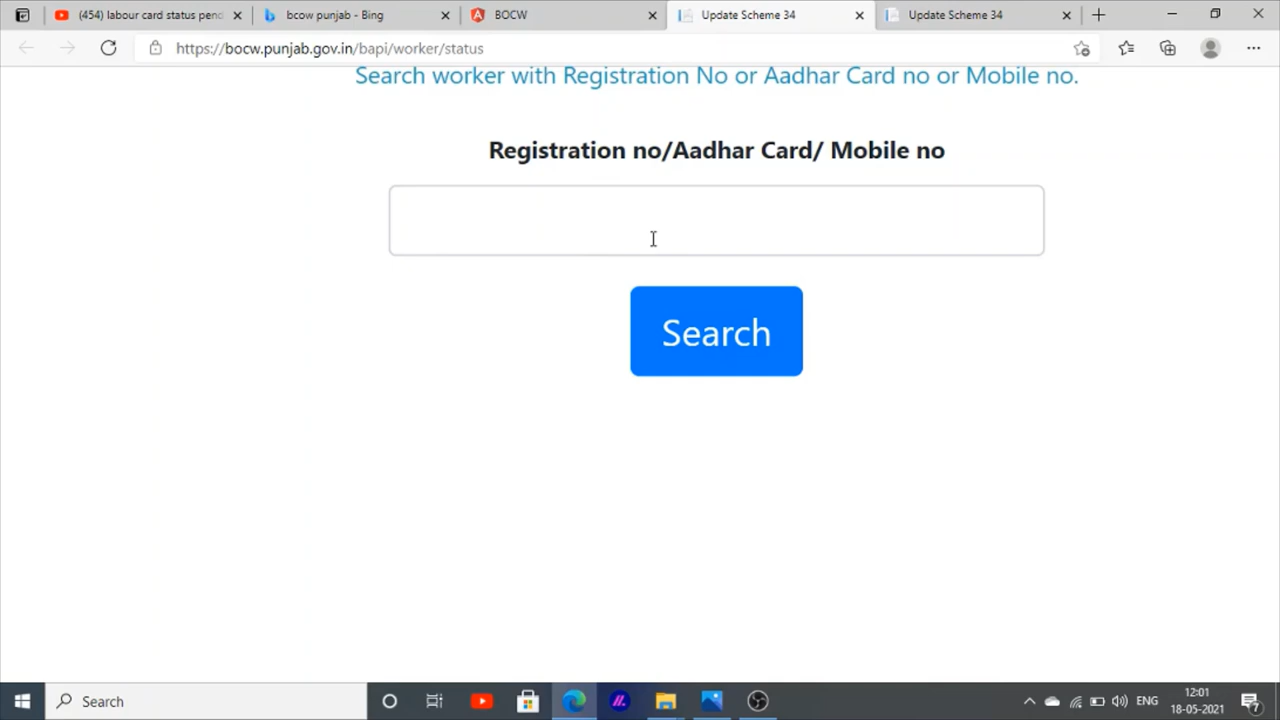 (454) labour card status pend
bcow punjab - Bing
BOCW
Update Scheme 34
Update Scheme 34
https://bocw.punjab.gov.in/bapi/worker/status
Search worker with Registration No or Aadhar Card no or Mobile no.
Registration no/Aadhar Card/ Mobile no
Search
Search
ENG
12:01
18-05-2021
7